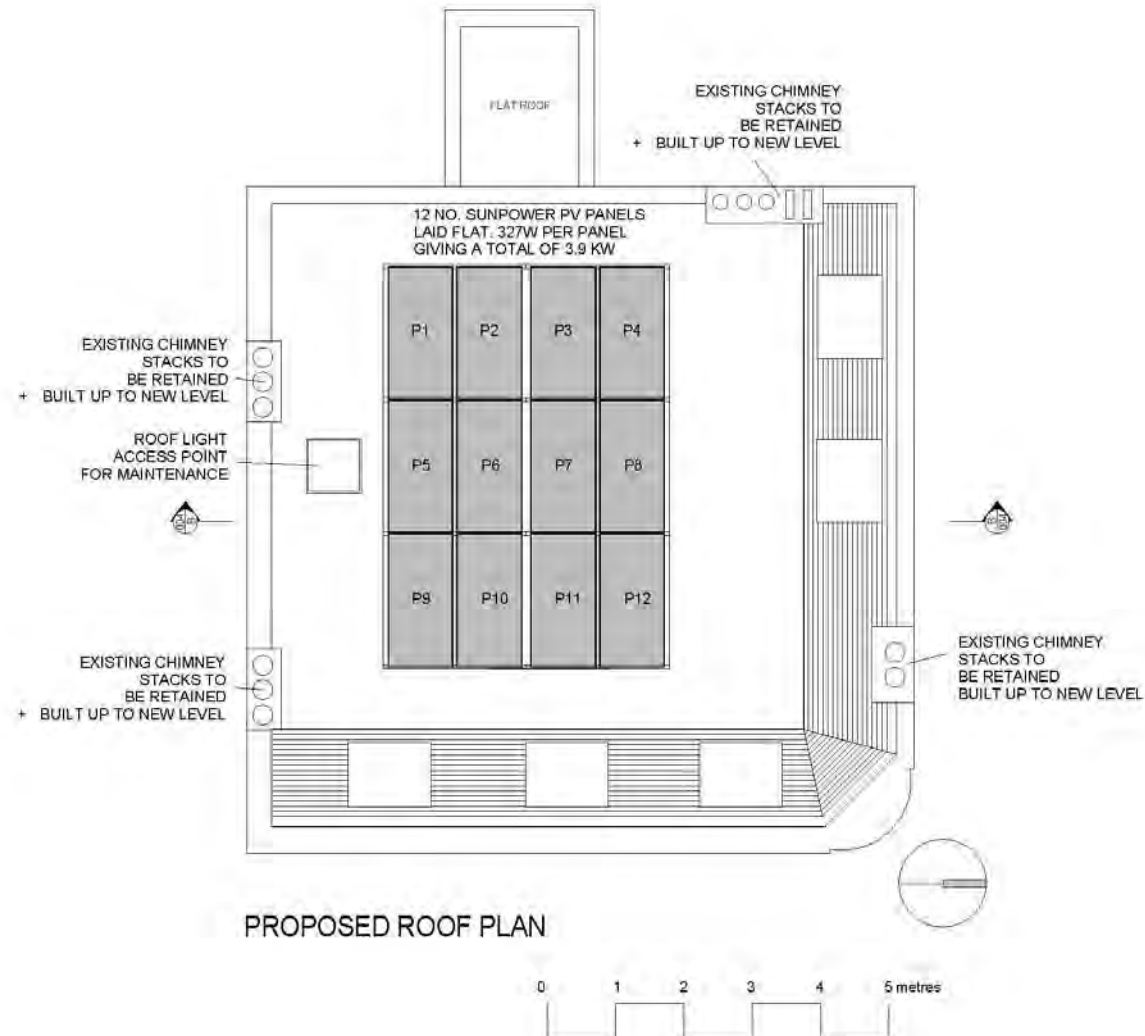 FLAT ROOF
EXISTING CHIMNEY
STACKS TO
BE RETAINED
+ BUILT UP TO NEW LEVEL
12 NO. SUNPOWER PV PANELS
LAID FLAT. 327W PER PANEL
GIVING A TOTAL OF 3.9 KW
P1 P2 P3 P4
EXISTING CHIMNEY
STACKS TO
BE RETAINED
+ BUILT UP TO NEW LEVEL
ROOF LIGHT
ACCESS POINT
FOR MAINTENANCE
P5 P6 P7 P8
B
B
P9 P10 P11 P12
EXISTING CHIMNEY
STACKS TO
BE RETAINED
+ BUILT UP TO NEW LEVEL
EXISTING CHIMNEY
STACKS TO
BE RETAINED
BUILT UP TO NEW LEVEL
PROPOSED ROOF PLAN
0 1 2 3 4 5 metres